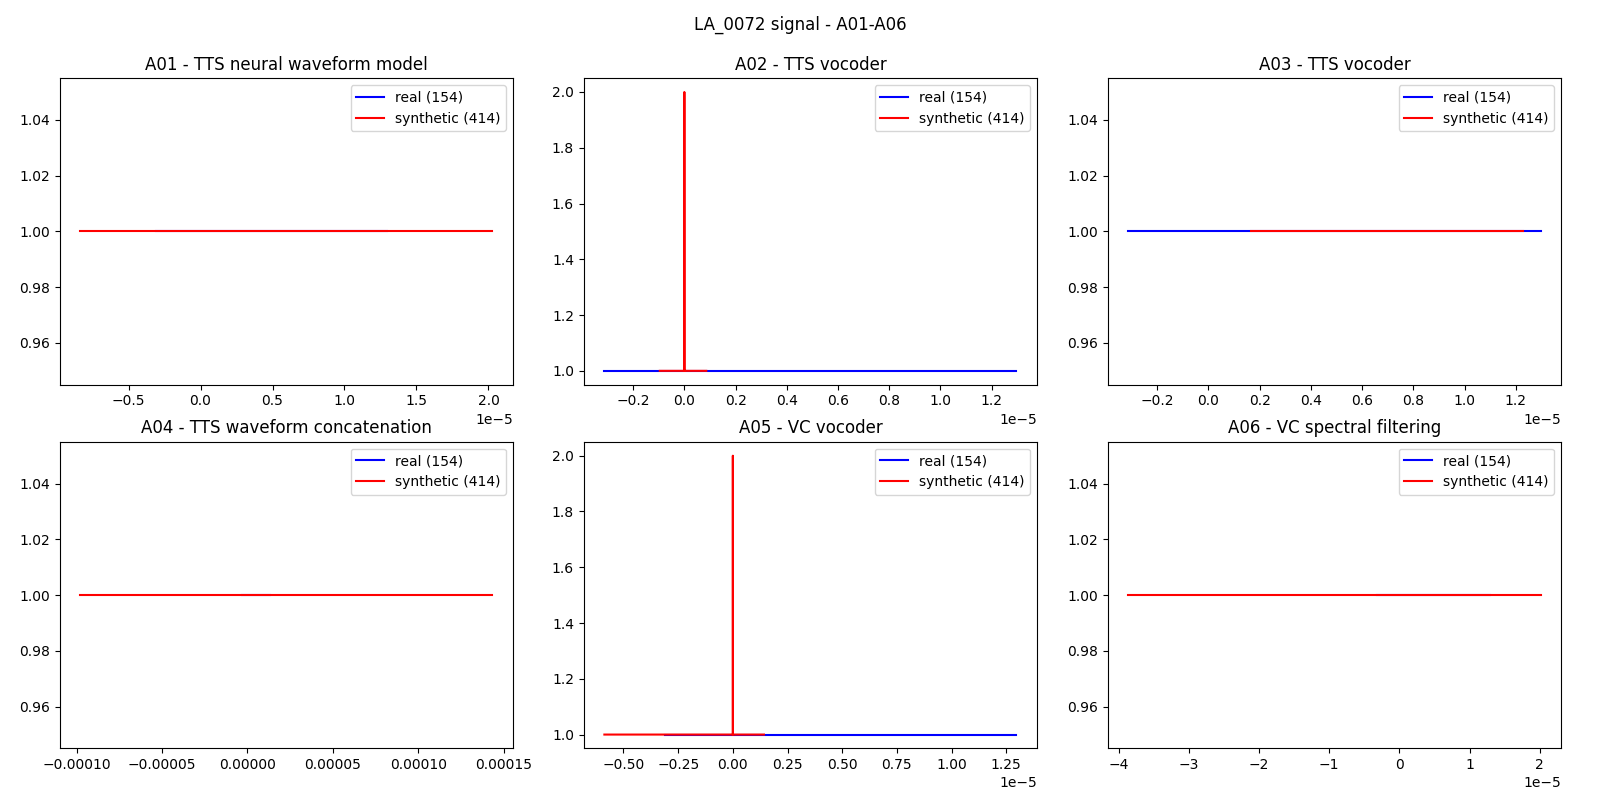 LA_0072 signal - A01-A06
A01 - TTS neural waveform model
real (154)
synthetic (414)
1.04
1.02
1.00
0.98
0.96
−0.5 0.0 0.5 1.0 1.5 2.0
1e−5
A02 - TTS vocoder
real (154)
synthetic (414)
2.0
1.8
1.6
1.4
1.2
1.0
−0.2 0.0 0.2 0.4 0.6 0.8 1.0 1.2
1e−5
A03 - TTS vocoder
real (154)
synthetic (414)
1.04
1.02
1.00
0.98
0.96
−0.2 0.0 0.2 0.4 0.6 0.8 1.0 1.2
1e−5
A04 - TTS waveform concatenation
real (154)
synthetic (414)
1.04
1.02
1.00
0.98
0.96
−0.00010 −0.00005 0.00000 0.00005 0.00010 0.00015
A05 - VC vocoder
real (154)
synthetic (414)
2.0
1.8
1.6
1.4
1.2
1.0
−0.50 −0.25 0.00 0.25 0.50 0.75 1.00 1.25
1e−5
A06 - VC spectral filtering
real (154)
synthetic (414)
1.04
1.02
1.00
0.98
0.96
−4 −3 −2 −1 0 1 2
1e−5